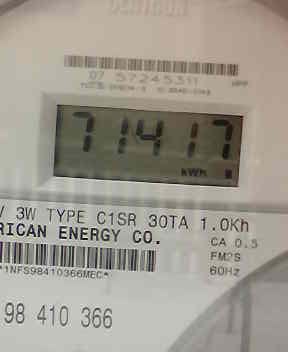 CENTRON
07 57245311
71417
kWh
V 3W TYPE C1SR 30TA 1.0Kh
RICAN ENERGY CO.
CA 0.5
FM2S
60Hz
*1NFS98410366MEC*
98 410 366